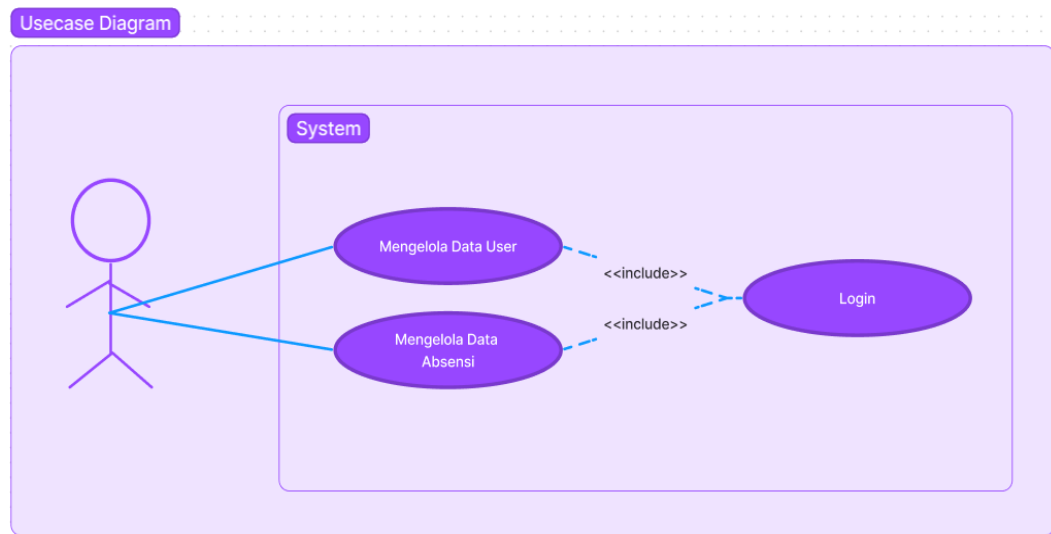 Usecase Diagram
System
Mengelola Data User
<<include>>
Login
<<include>>
Mengelola Data
Absensi